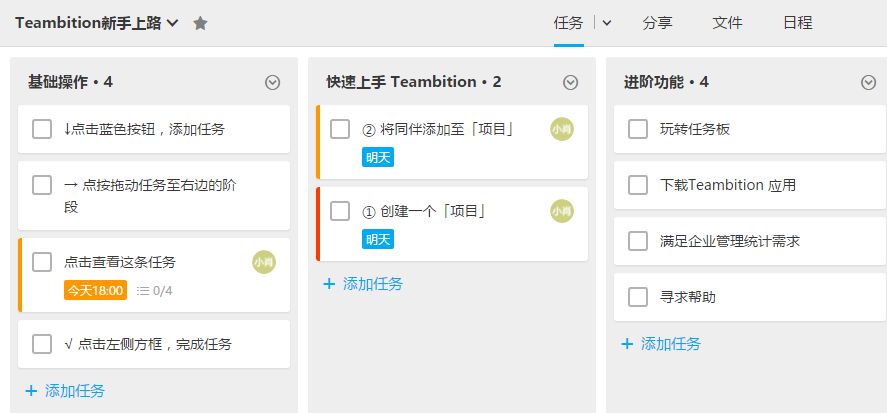 Teambition新手上路
任务
分享
文件
日程
基础操作 · 4
↓点击蓝色按钮，添加任务
→ 点按拖动任务至右边的阶
段
点击查看这条任务
小肖
今天18:00
0/4
√ 点击左侧方框，完成任务
+ 添加任务
快速上手 Teambition · 2
② 将同伴添加至「项目」
小肖
明天
① 创建一个「项目」
小肖
明天
+ 添加任务
进阶功能 · 4
玩转任务板
下载Teambition 应用
满足企业管理统计需求
寻求帮助
+ 添加任务